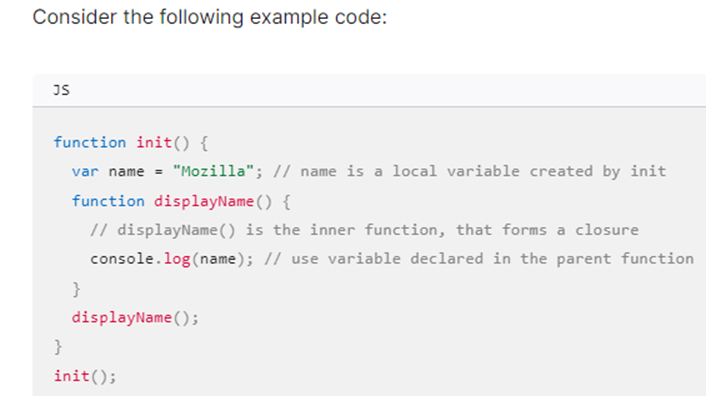 Consider the following example code:
JS
function init() {
  var name = "Mozilla"; // name is a local variable created by init
  function displayName() {
    // displayName() is the inner function, that forms a closure
    console.log(name); // use variable declared in the parent function
  }
  displayName();
}
init();